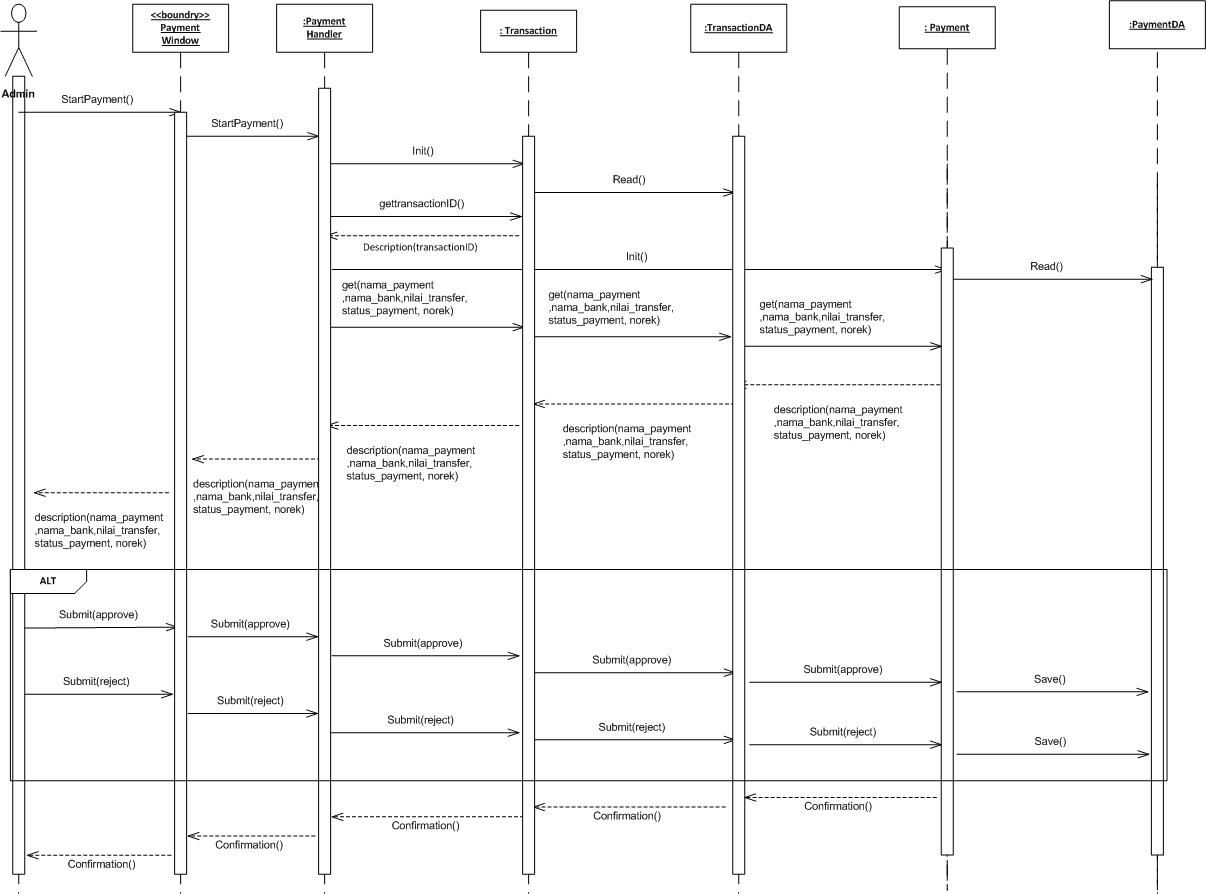 <<boundry>>
Payment
Window
:Payment
Handler
: Transaction
:TransactionDA
: Payment
:PaymentDA
Admin
StartPayment()
StartPayment()
Init()
Read()
gettransactionID()
Description(transactionID)
Init()
Read()
get(nama_payment
,nama_bank,nilai_transfer,
status_payment, norek)
get(nama_payment
,nama_bank,nilai_transfer,
status_payment, norek)
get(nama_payment
,nama_bank,nilai_transfer,
status_payment, norek)
description(nama_payment
,nama_bank,nilai_transfer,
status_payment, norek)
description(nama_payment
,nama_bank,nilai_transfer,
status_payment, norek)
description(nama_payment
,nama_bank,nilai_transfer,
status_payment, norek)
description(nama_paymen
,nama_bank,nilai_transfer,
status_payment, norek)
description(nama_payment
,nama_bank,nilai_transfer,
status_payment, norek)
ALT
Submit(approve)
Submit(approve)
Submit(approve)
Submit(approve)
Submit(approve)
Save()
Submit(reject)
Submit(reject)
Submit(reject)
Submit(reject)
Submit(reject)
Save()
Confirmation()
Confirmation()
Confirmation()
Confirmation()
Confirmation()